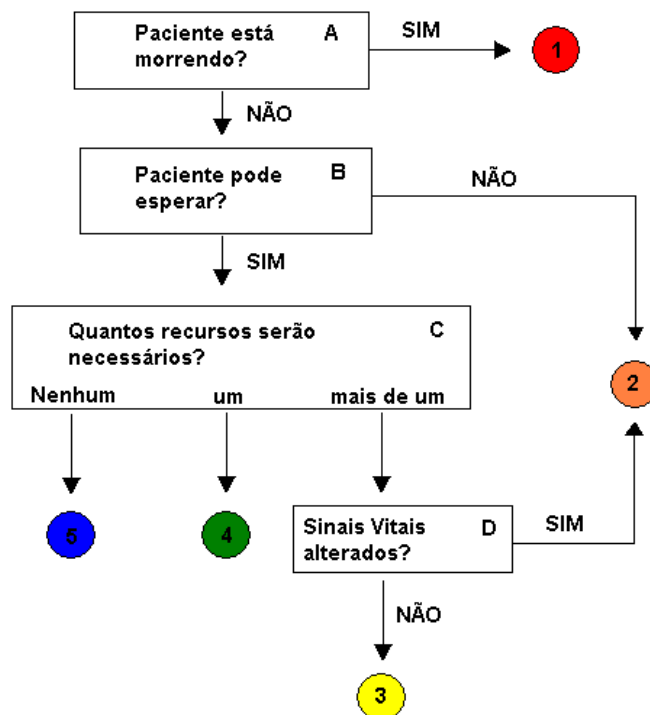 Paciente está A
morrendo?
SIM
1
NÃO
Paciente pode B
esperar?
NÃO
SIM
Quantos recursos serão C
necessários?
Nenhum um mais de um
2
5
4
Sinais Vitais D
alterados?
SIM
NÃO
3